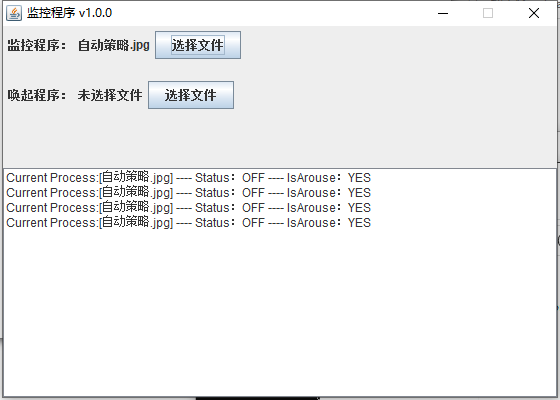 监控程序 v1.0.0
监控程序： 自动策略.jpg 选择文件
唤起程序： 未选择文件 选择文件
Current Process:[自动策略.jpg] ---- Status：OFF ---- IsArouse：YES
Current Process:[自动策略.jpg] ---- Status：OFF ---- IsArouse：YES
Current Process:[自动策略.jpg] ---- Status：OFF ---- IsArouse：YES
Current Process:[自动策略.jpg] ---- Status：OFF ---- IsArouse：YES